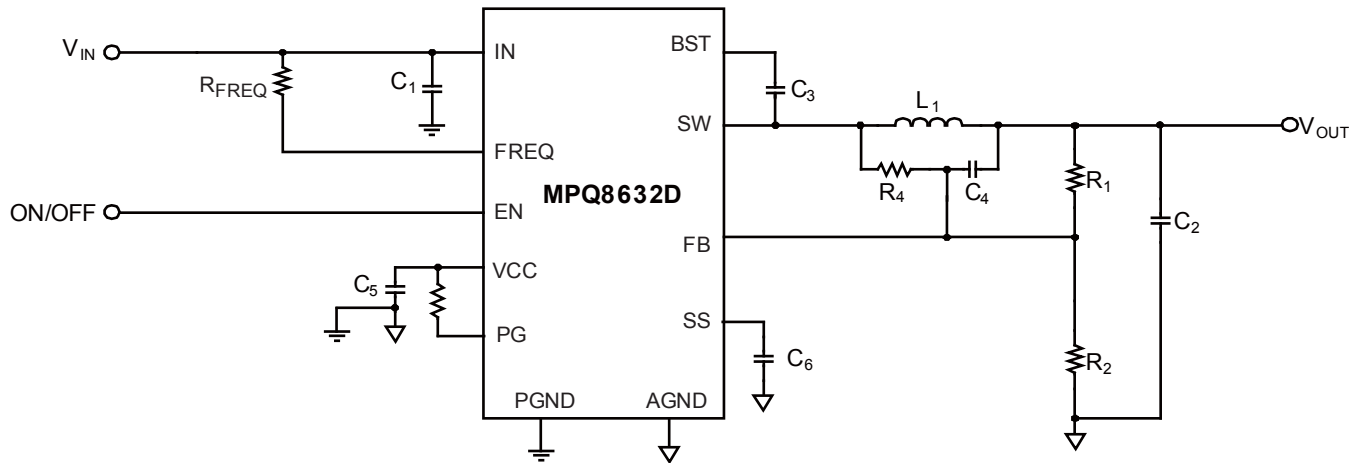 V_IN
R_FREQ
C_1
IN
FREQ
ON/OFF
EN
C_5
VCC
PG
MPQ8632D
PGND
AGND
BST
SW
FB
SS
C_3
L_1
R_4
C_4
C_6
R_1
R_2
C_2
V_OUT